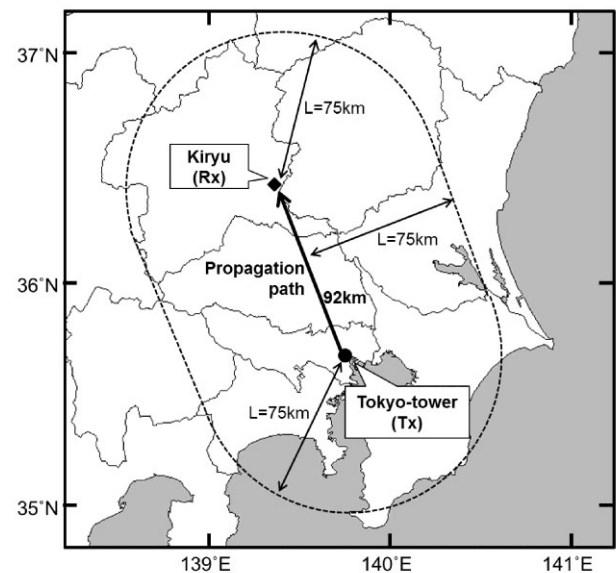 37°N
L=75km
Kiryu
(Rx)
L=75km
36°N
Propagation
path
92km
Tokyo-tower
(Tx)
L=75km
35°N
139°E
140°E
141°E